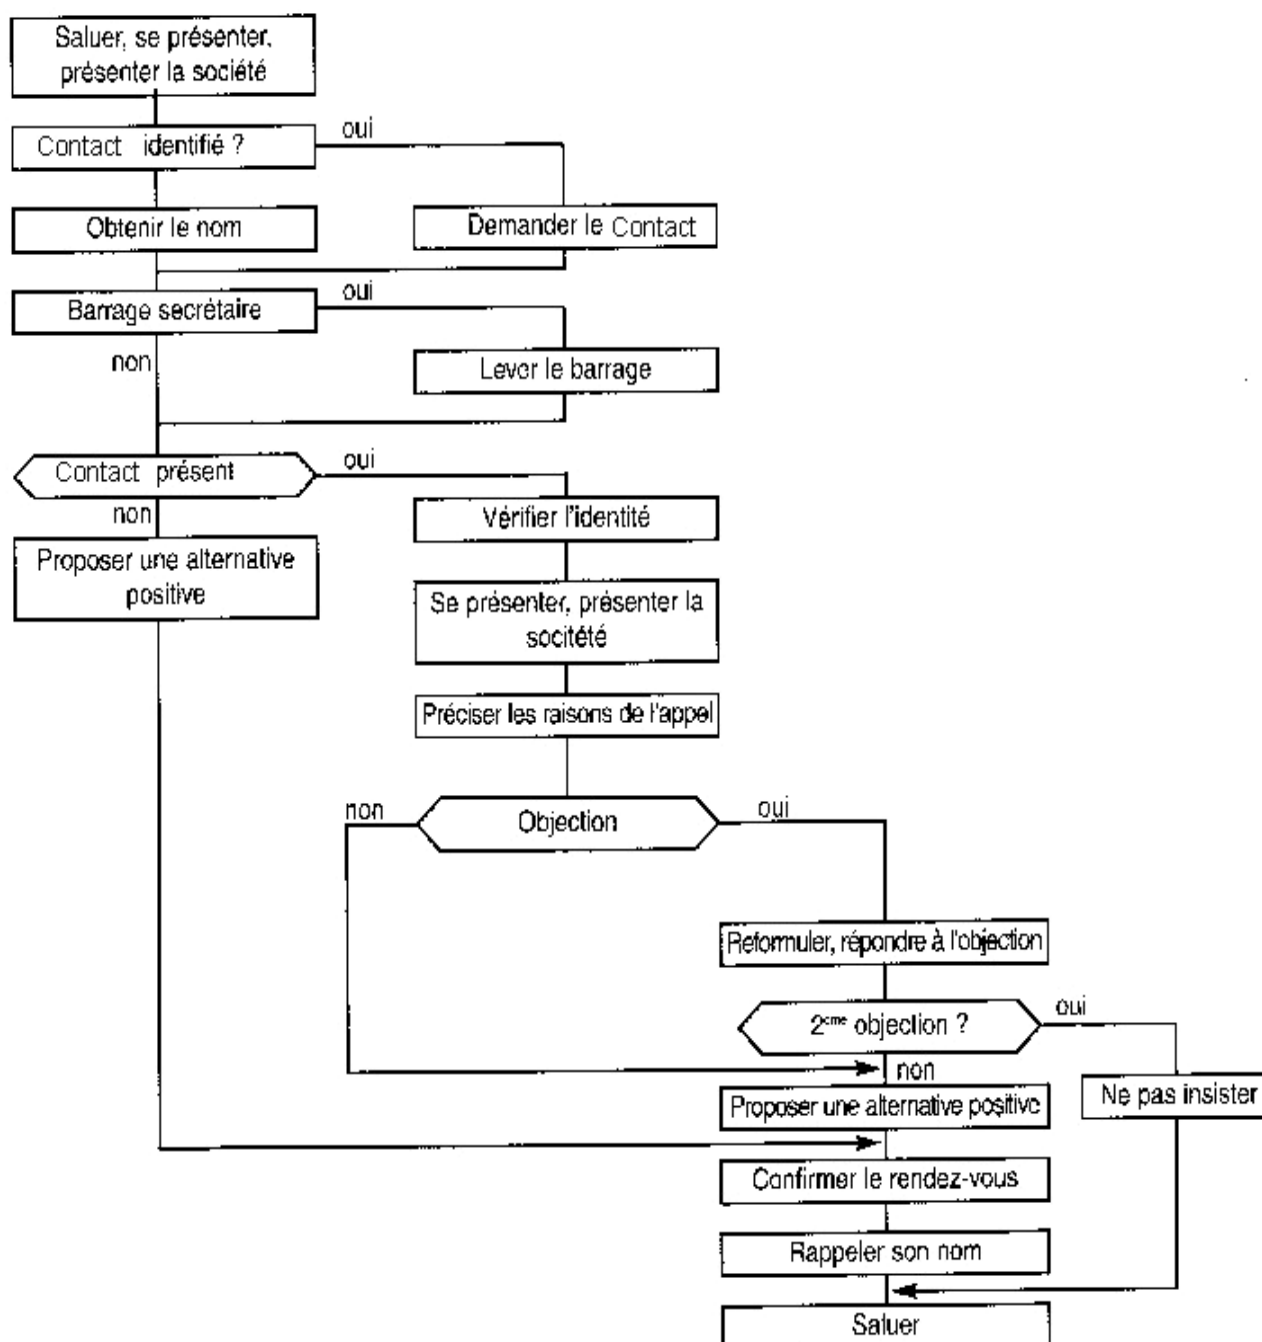 Saluer, se présenter,
présenter la société
oui
Contact identifié ?
Obtenir le nom
Demander le Contact
oui
Barrage secrétaire
non
Lever le barrage
oui
Contact présent
non
Vérifier l'identité
Proposer une alternative
positive
Se présenter, présenter la
socitété
Préciser les raisons de l'appel
non
Objection
oui
Reformuler, répondre à l'objection
oui
2ème objection ?
non
Ne pas insister
Proposer une alternative positive
Confirmer le rendez-vous
Rappeler son nom
Saluer